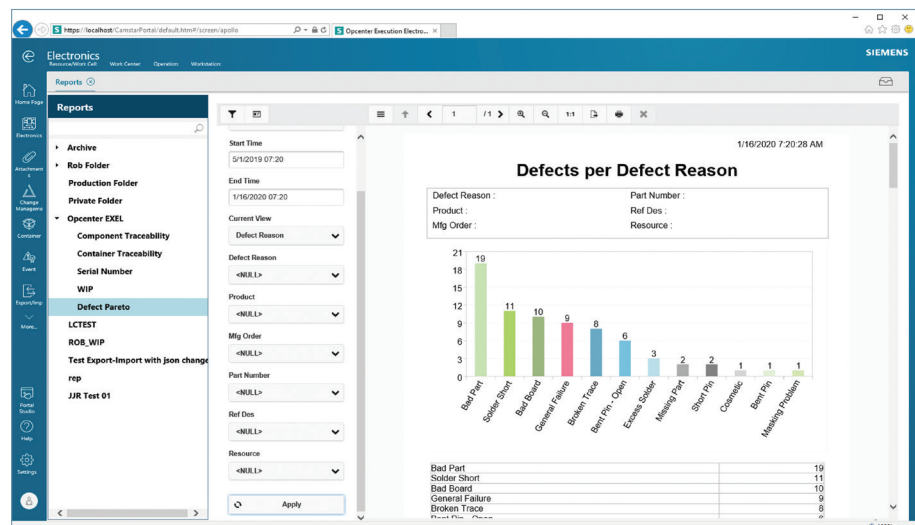 https://localhost/CamstarPortal/default.htm#/screen/apollo
Opcenter Execution Electro...
Electronics
Resource/Work Cell: Work Center: Operation: Workstation:
SIEMENS
Reports
Home Page
Electronics
Attachment
s
Change
Manageme
Container
Event
Export/Imp
More...
Portal
Studio
Help
Settings
Reports
Archive
Rob Folder
Production Folder
Private Folder
Opcenter EXEL
Component Traceability
Container Traceability
Serial Number
WIP
Defect Pareto
LCTEST
ROB_WIP
Test Export-Import with json change
rep
JJR Test 01
Start Time
5/1/2019 07:20
End Time
1/16/2020 07:20
Current View
Defect Reason
Defect Reason
<NULL>
Product
<NULL>
Mfg Order
<NULL>
Part Number
<NULL>
Ref Des
<NULL>
Resource
<NULL>
Apply
1 /1 1:1
1/16/2020 7:20:28 AM
Defects per Defect Reason
Defect Reason : Part Number :
Product : Ref Des :
Mfg Order : Resource :
21
18
15
12
9
6
3
0
19
11
10
9
8
6
3
2
2
1
1
1
Bad Part
Solder Short
Bad Board
General Failure
Broken Trace
Bent Pin - Open
Excess Solder
Missing Part
Short Pin
Cosmetic
Bent Pin
Masking Problem
Bad Part 19
Solder Short 11
Bad Board 10
General Failure 9
Broken Trace 8
Bent Pin - Open 6